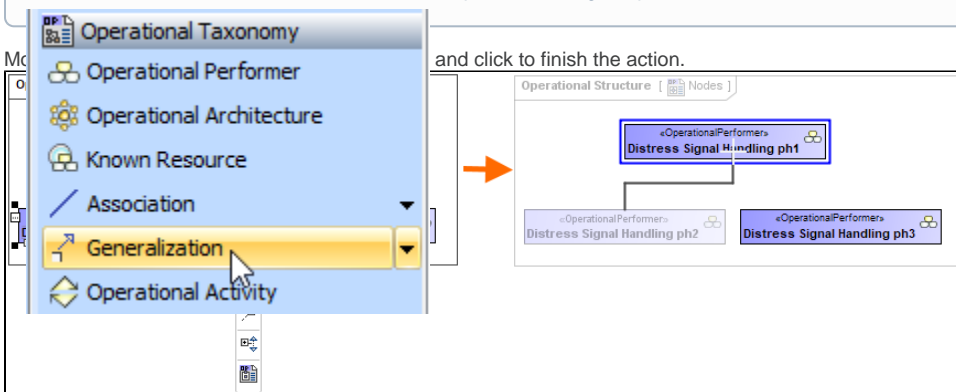 Operational Taxonomy
and click to finish the action.
Operational Performer
Operational Architecture
Known Resource
Association
Generalization
Operational Activity
Operational Structure [ Nodes ]
«OperationalPerformer»
Distress Signal Handling ph1
«OperationalPerformer»
Distress Signal Handling ph2
«OperationalPerformer»
Distress Signal Handling ph3